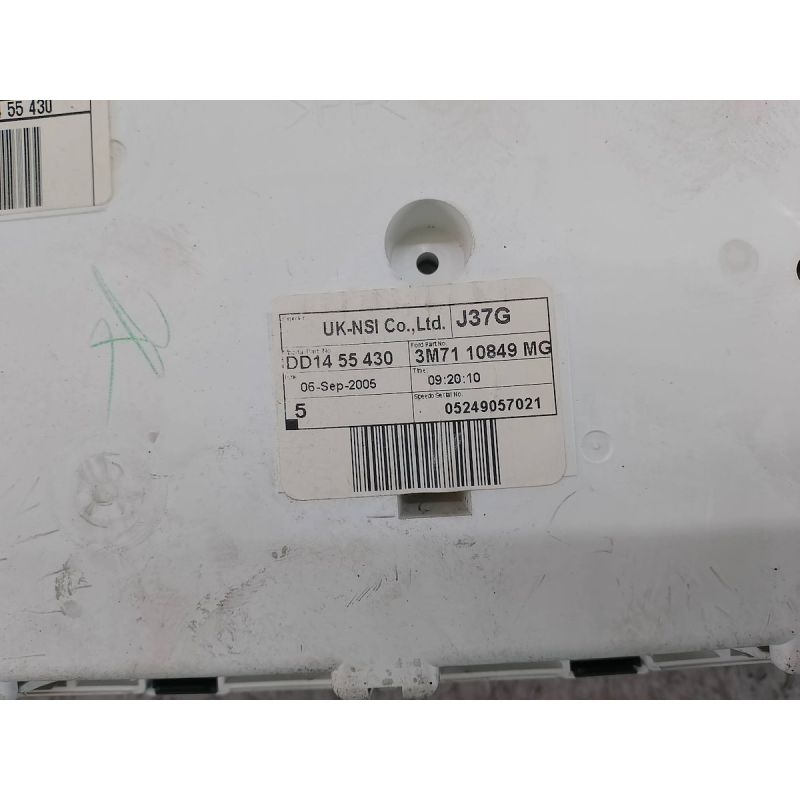 55 430
UK-NSI Co.,Ltd. J37G
Ford Part No.
DD14 55 430 3M71 10849 MG
Time
06-Sep-2005 09:20:10
Speedo Serial No.
5 05249057021